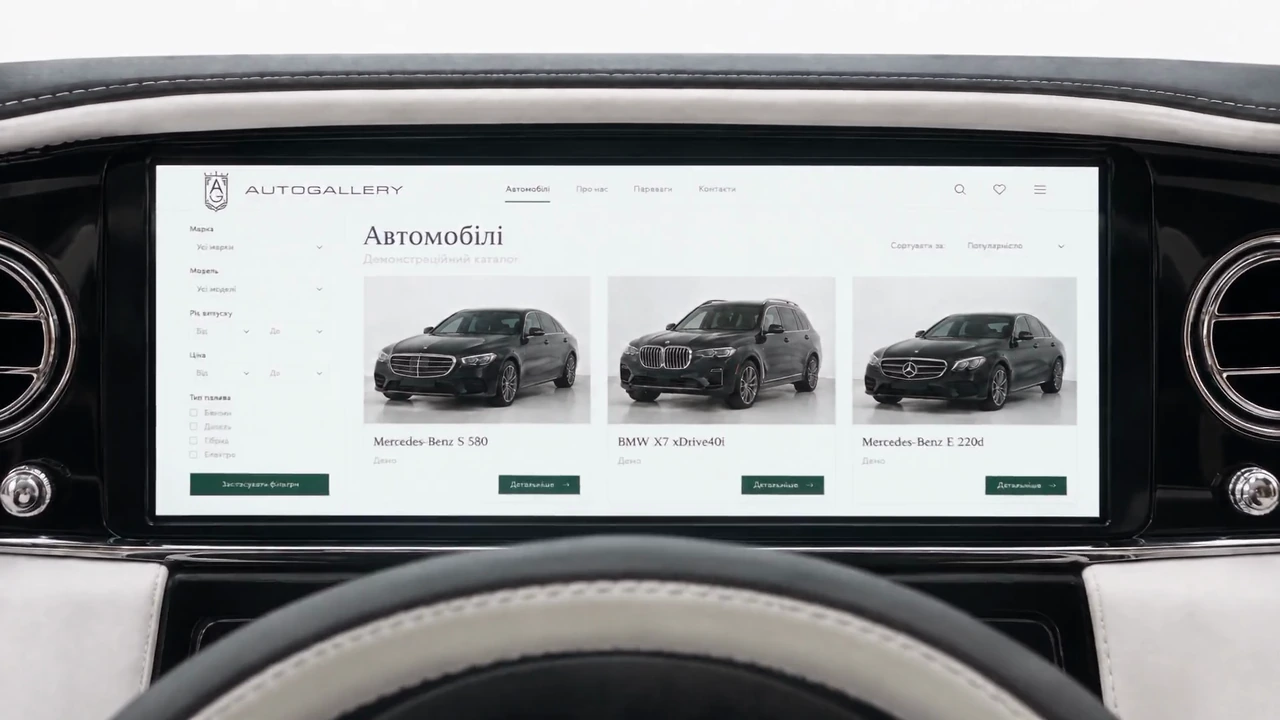 AG
AUTOGALLERY
Автомобілі
Про нас
Переваги
Контакти
Марка
Усі марки
Модель
Усі моделі
Рік випуску
Від
До
Ціна
Від
До
Тип палива
Бензин
Дизель
Гібрид
Електро
Застосувати фільтри
Автомобілі
Демонстраційний каталог
Сортувати за:
Популярністю
Mercedes-Benz S 580
Демо
Детальніше →
BMW X7 xDrive40i
Демо
Детальніше →
Mercedes-Benz E 220d
Демо
Детальніше →